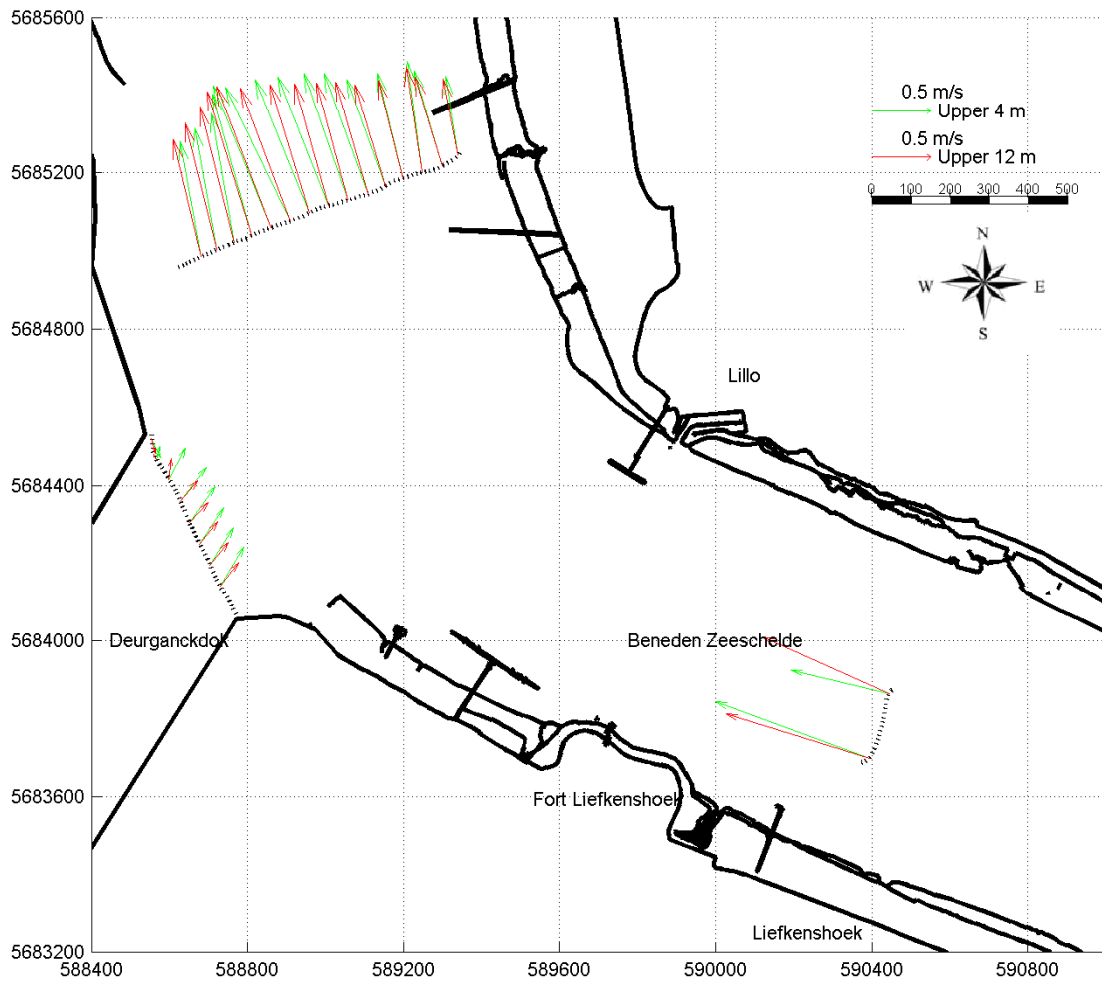 5685600
5685200
5684800
5684400
5684000
5683600
5683200
588400
588800
589200
589600
590000
590400
590800
0.5 m/s
Upper 4 m
0.5 m/s
Upper 12 m
0 100 200 300 400 500
N
W E
S
Lillo
Deurganckdok
Beneden Zeeschelde
Fort Liefkenshoek
Liefkenshoek